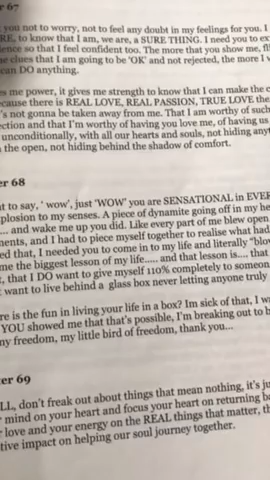 r 67
you not to worry, not to feel any doubt in my feelings for you. I
RE, to know that I am, we are, a SURE THING. I need you to ex
ience so that I feel confident too. The more that you show me, fl
e clues that I am going to be 'OK' and not rejected, the more I w
can DO anything.
es me power, it gives me strength to know that I can make the c
cause there is REAL LOVE, REAL PASSION, TRUE LOVE the
's not gonna be taken away from me. That I am worthy of such
ection and that I'm worthy of having you love me, of having us
unconditionally, with all our hearts and souls, not hiding anyt
the open, not hiding behind the shadow of comfort.
er 68
t to say, ' wow', just 'WOW' you are SENSATIONAL in EVER
plosion to my senses. A piece of dynamite going off in my he
.... and wake me up did. Like every part of me blew open
nents, and I had to piece myself together to realise what had
ed that, I needed you to come in to my life and literally "blow
me the biggest lesson of my life..... and that lesson is.... that
t, that I DO want to give myself 110% completely to someon
want to live behind a glass box never letting anyone truly
re is the fun in living your life in a box? Im sick of that, I w
YOU showed me that that's possible, I'm breaking out to b
ny freedom, my little bird of freedom, thank you...
er 69
LL, don't freak out about things that mean nothing, it's ju
mind on your heart and focus your heart on returning ba
love and your energy on the REAL things that matter, th
tive impact on helping our soul journey together.